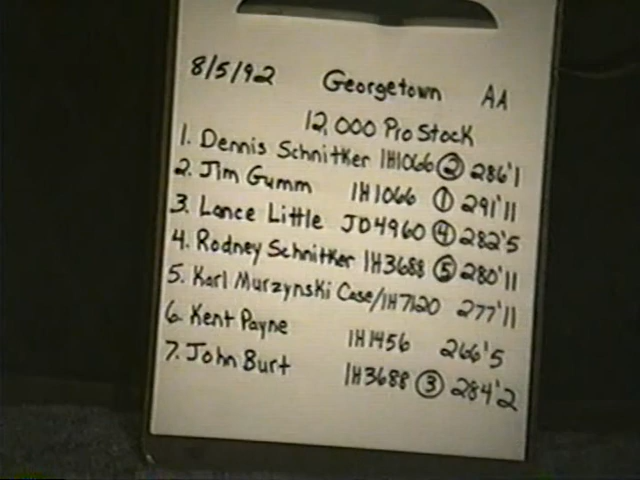 8/5/92 Georgetown AA
12,000 Pro Stock
1. Dennis Schnitker IH1066 ② 286'1
2. Jim Gumm IH1066 ① 291'11
3. Lance Little JD4960 ④ 282'5
4. Rodney Schnitker IH3688 ⑤ 280'11
5. Karl Murzynski Case/IH7120 277'11
6. Kent Payne IH1456 266'5
7. John Burt IH3688 ③ 284'2